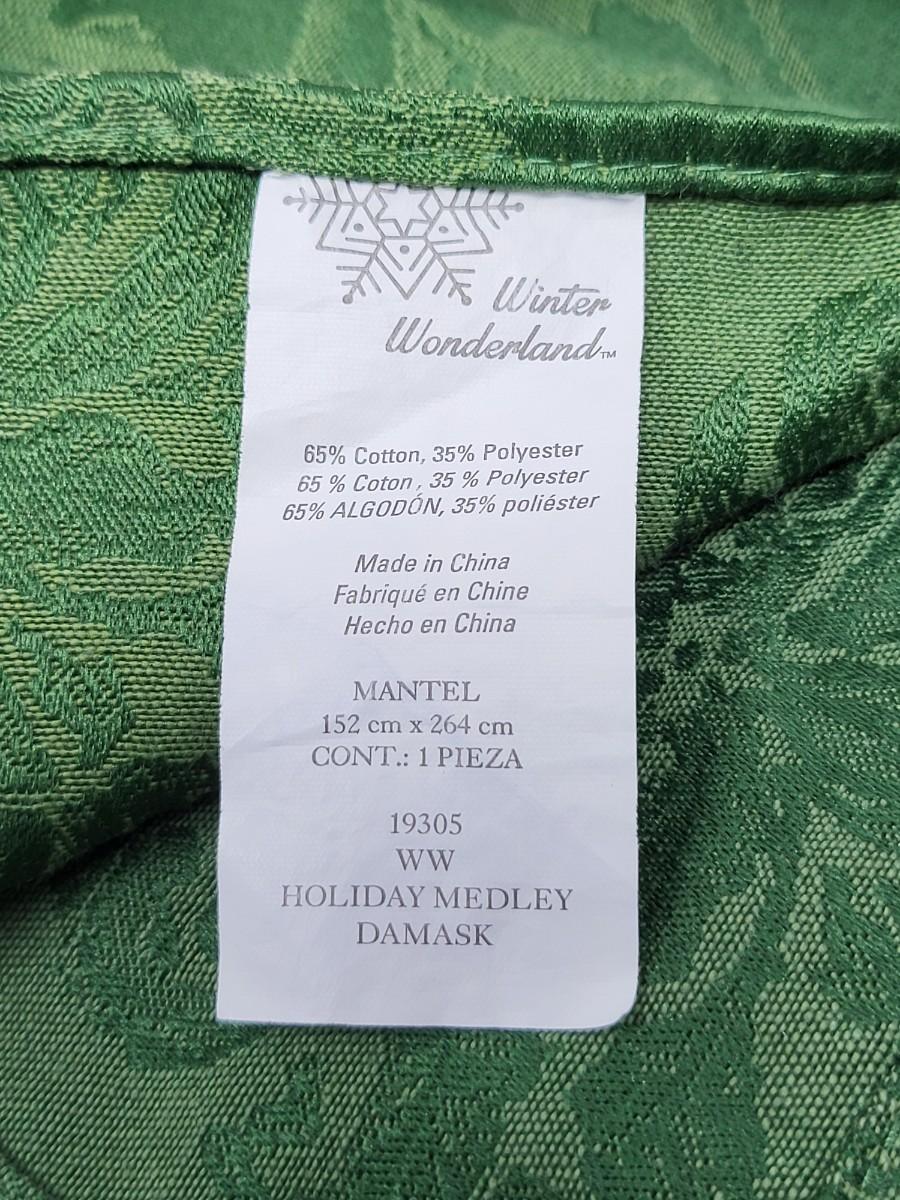 Winter
Wonderland™
65% Cotton, 35% Polyester
65 % Coton , 35 % Polyester
65% ALGODÓN, 35% poliéster
Made in China
Fabriqué en Chine
Hecho en China
MANTEL
152 cm x 264 cm
CONT.: 1 PIEZA
19305
WW
HOLIDAY MEDLEY
DAMASK